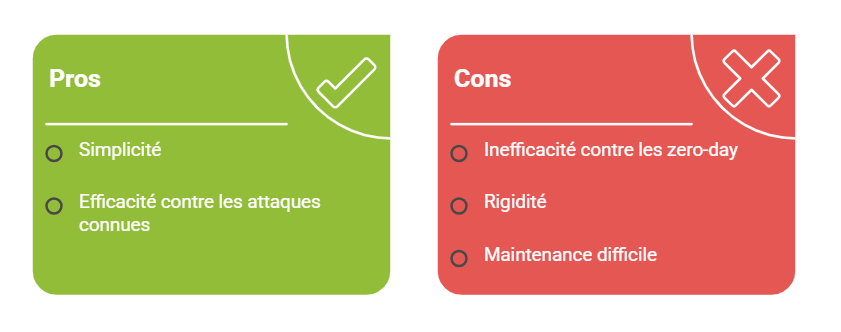 Pros
Simplicité
Efficacité contre les attaques
connues
Cons
Inefficacité contre les zero-day
Rigidité
Maintenance difficile